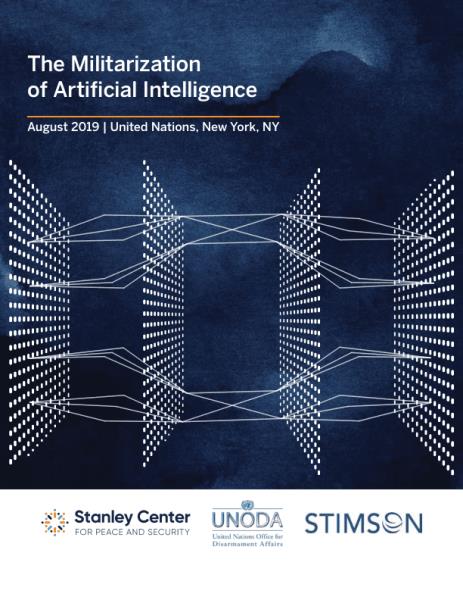 The Militarization
of Artificial Intelligence
August 2019 | United Nations, New York, NY
Stanley Center
FOR PEACE AND SECURITY
UNODA
United Nations Office for
Disarmament Affairs
STIMSON